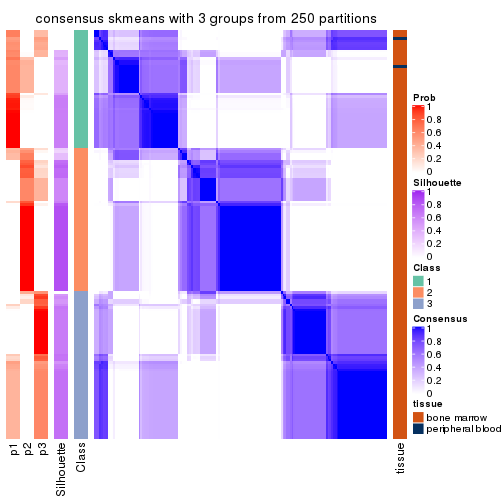 consensus skmeans with 3 groups from 250 partitions
Prob
1
0.8
0.6
0.4
0.2
0
Silhouette
1
0.8
0.6
0.4
0.2
0
Class
1
2
3
Consensus
1
0.8
0.6
0.4
0.2
0
tissue
bone marrow
peripheral blood
p1
p2
p3
Silhouette
Class
tissue